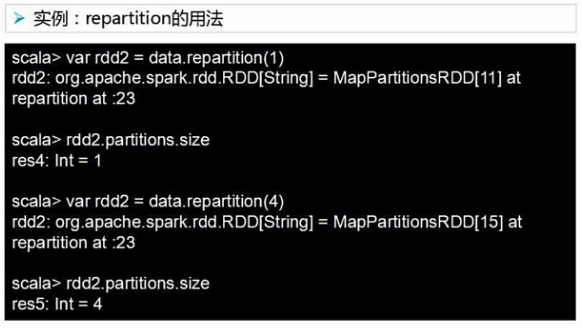 实例：repartition的用法
scala> var rdd2 = data.repartition(1)
rdd2: org.apache.spark.rdd.RDD[String] = MapPartitionsRDD[11] at
repartition at :23
scala> rdd2.partitions.size
res4: Int = 1
scala> var rdd2 = data.repartition(4)
rdd2: org.apache.spark.rdd.RDD[String] = MapPartitionsRDD[15] at
repartition at :23
scala> rdd2.partitions.size
res5: Int = 4